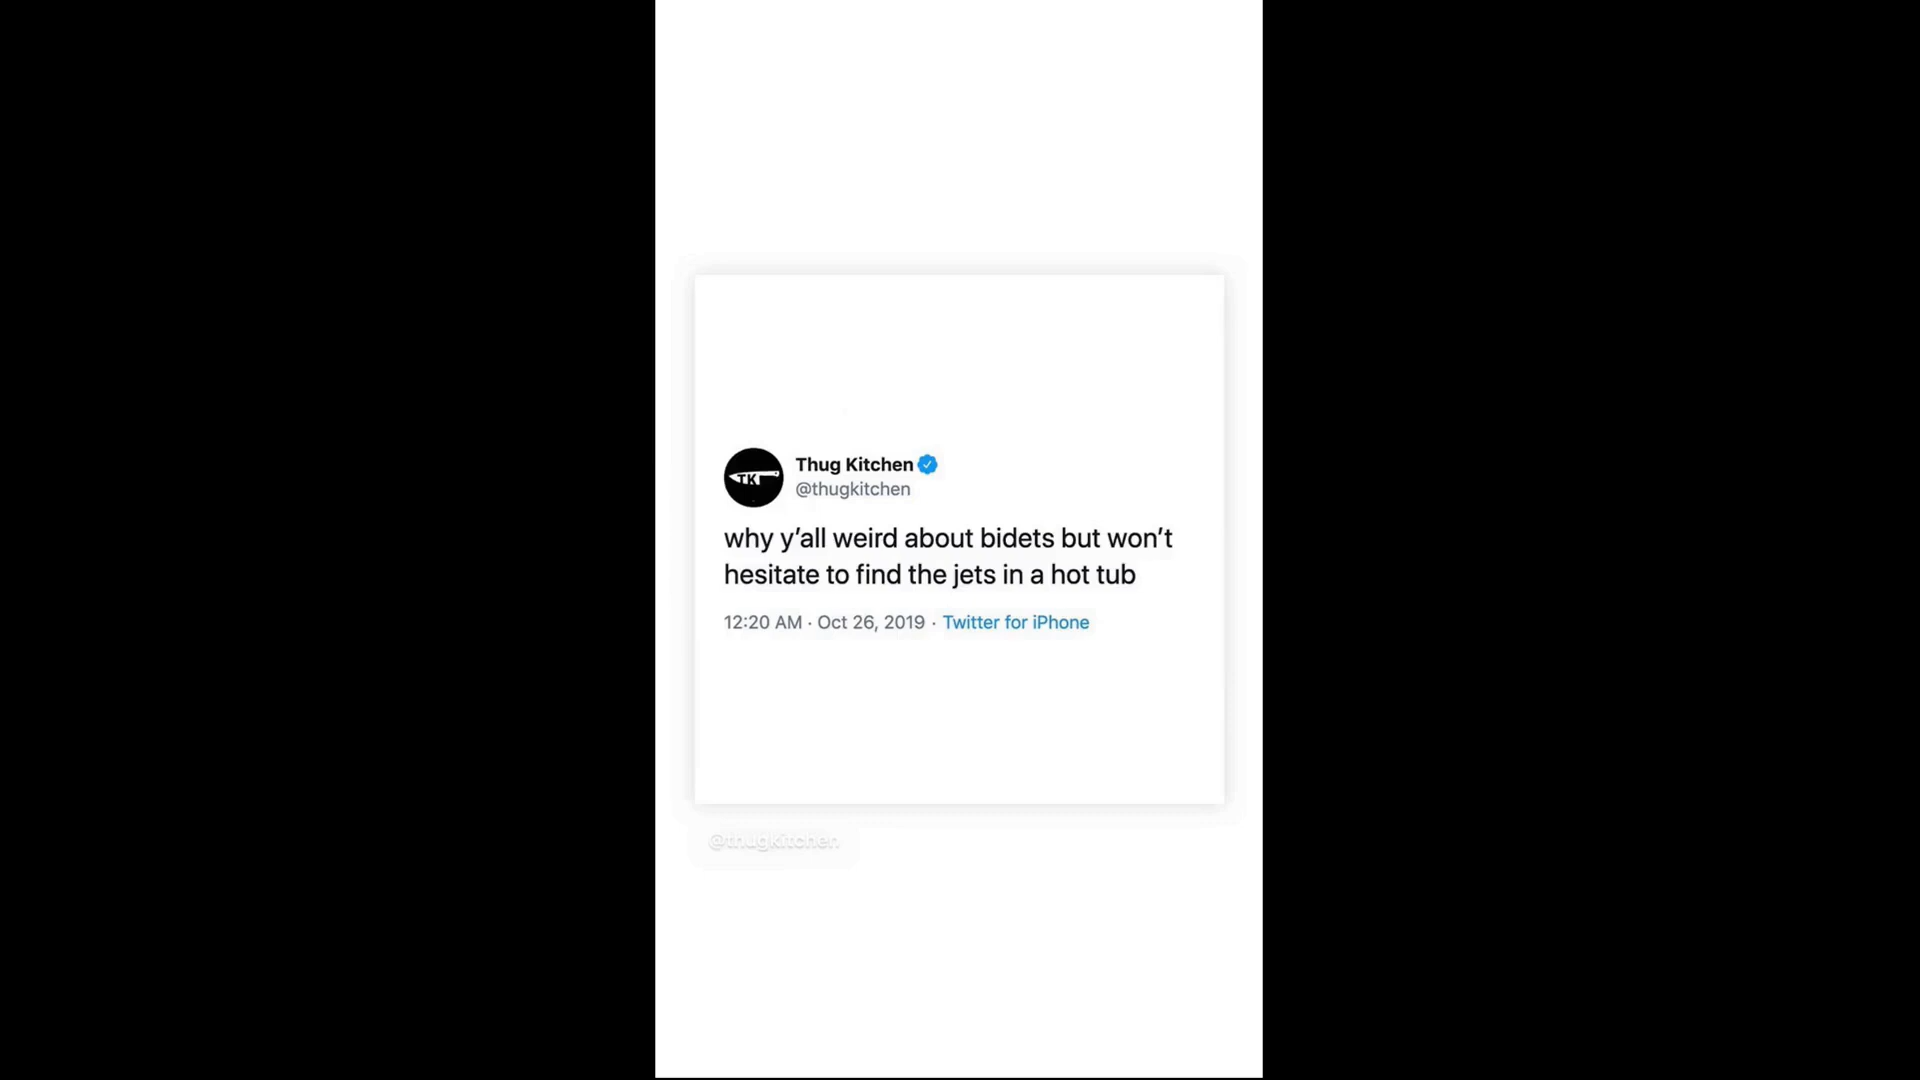 TK
Thug Kitchen
@thugkitchen
why y’all weird about bidets but won’t
hesitate to find the jets in a hot tub
12:20 AM · Oct 26, 2019 · Twitter for iPhone
@thugkitchen